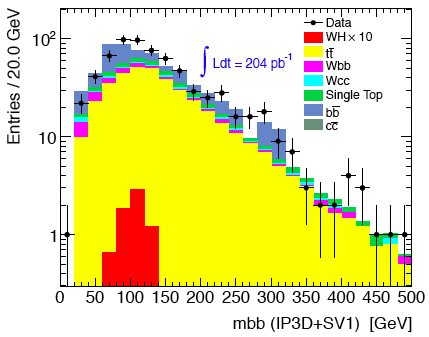 Entries / 20.0 GeV
10²
10
1
∫ Ldt = 204 pb⁻¹
Data
WH × 10
tt̄
Wbb
Wcc
Single Top
bb̄
cc̄
0 50 100 150 200 250 300 350 400 450 500
mbb (IP3D+SV1) [GeV]